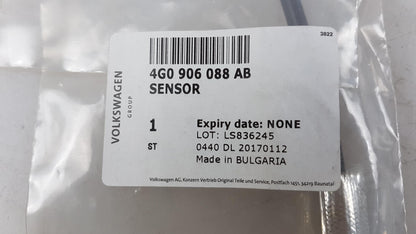 3822
VOLKSWAGEN
GROUP
4G0 906 088 AB
SENSOR
1 Expiry date: NONE
LOT: LS836245
ST 0440 DL 20170112
Made in BULGARIA
Volkswagen AG, Konzern Vertrieb Original Teile und Service, Postfach 1451, 34219 Baunatal